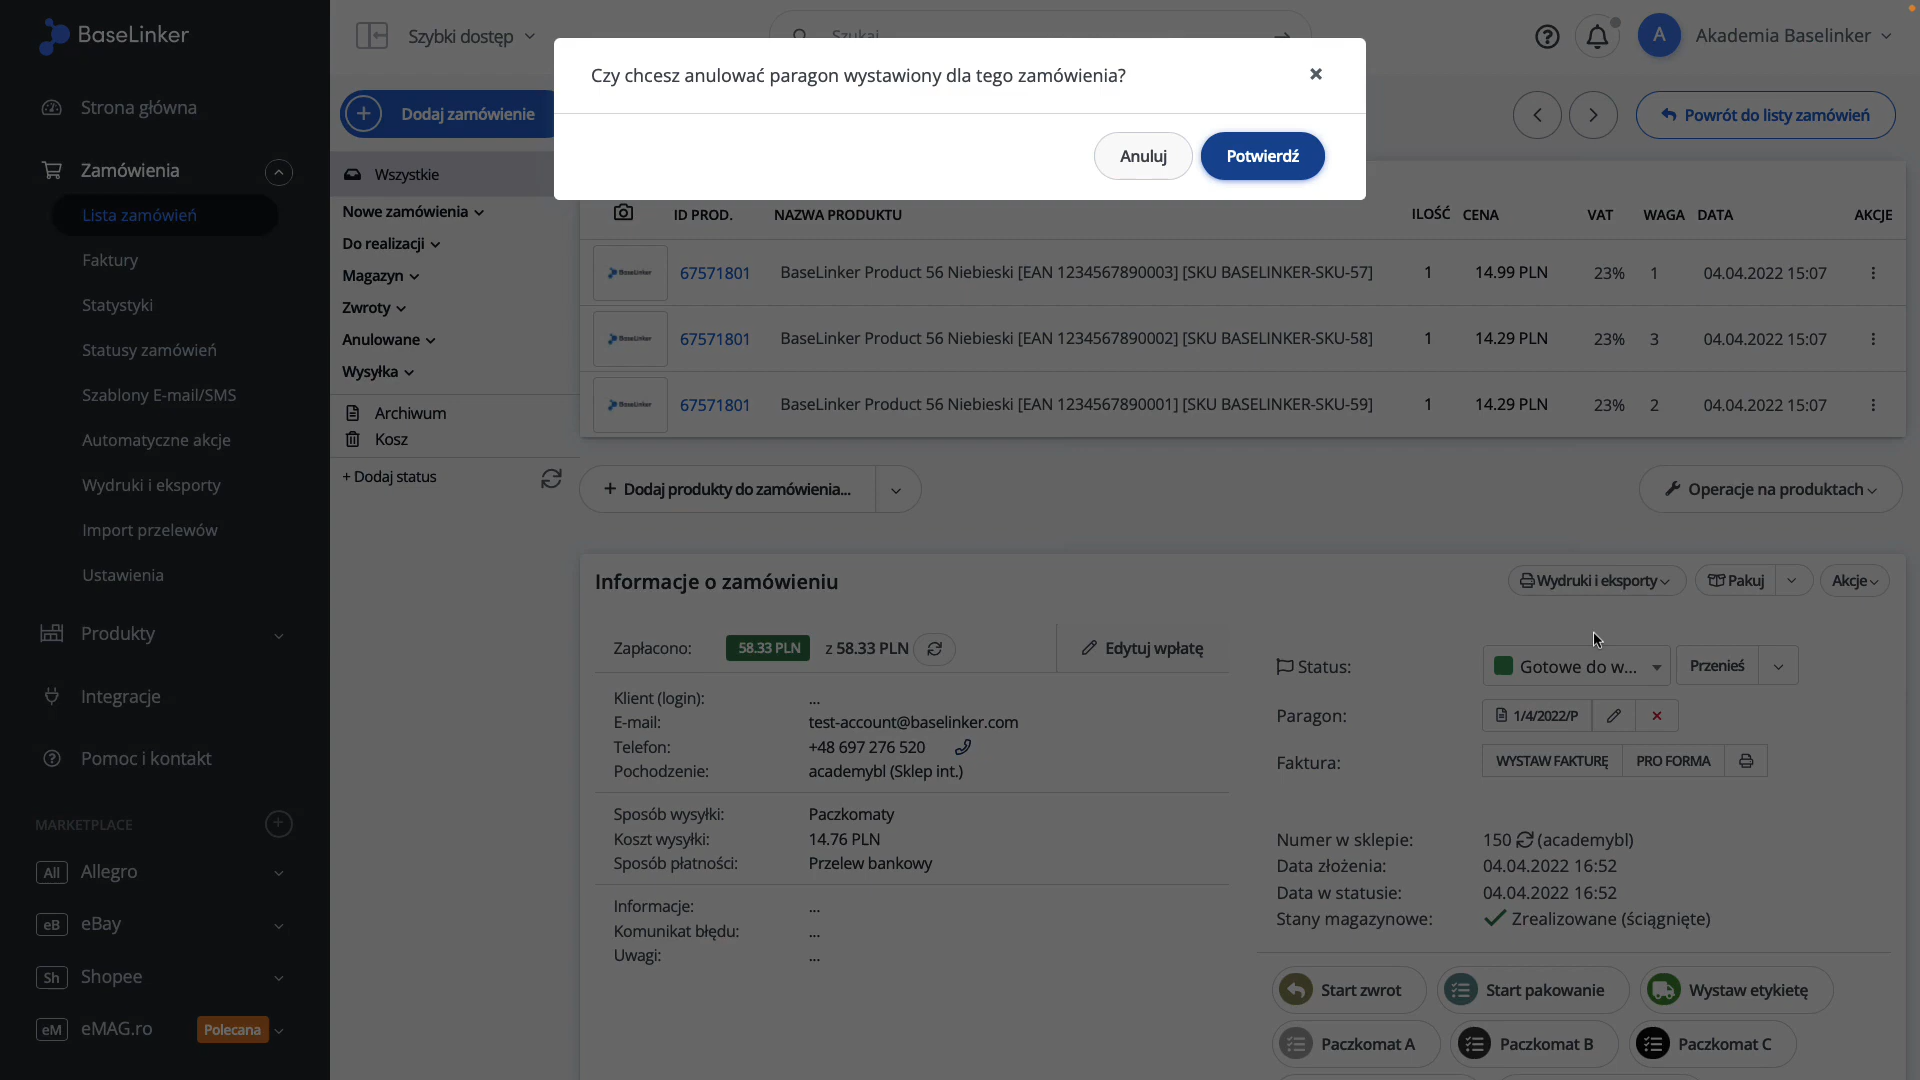 BaseLinker
Szybki dostęp
Szukaj
A
Akademia Baselinker
Czy chcesz anulować paragon wystawiony dla tego zamówienia?
Anuluj
Potwierdź
Strona główna
Zamówienia
Lista zamówień
Faktury
Statystyki
Statusy zamówień
Szablony E-mail/SMS
Automatyczne akcje
Wydruki i eksporty
Import przelewów
Ustawienia
Produkty
Integracje
Pomoc i kontakt
MARKETPLACE
All Allegro
eB eBay
Sh Shopee
eM eMAG.ro Polecana
Dodaj zamówienie
Powrót do listy zamówień
Wszystkie
Nowe zamówienia
Do realizacji
Magazyn
Zwroty
Anulowane
Wysyłka
Archiwum
Kosz
+ Dodaj status
ID PROD. NAZWA PRODUKTU ILOŚĆ CENA VAT WAGA DATA AKCJE
BaseLinker 67571801 BaseLinker Product 56 Niebieski [EAN 1234567890003] [SKU BASELINKER-SKU-57] 1 14.99 PLN 23% 1 04.04.2022 15:07
BaseLinker 67571801 BaseLinker Product 56 Niebieski [EAN 1234567890002] [SKU BASELINKER-SKU-58] 1 14.29 PLN 23% 3 04.04.2022 15:07
BaseLinker 67571801 BaseLinker Product 56 Niebieski [EAN 1234567890001] [SKU BASELINKER-SKU-59] 1 14.29 PLN 23% 2 04.04.2022 15:07
+ Dodaj produkty do zamówienia...
Operacje na produktach
Informacje o zamówieniu
Wydruki i eksporty
Pakuj
Akcje
Zapłacono: 58.33 PLN z 58.33 PLN
Edytuj wpłatę
Klient (login): ...
E-mail: test-account@baselinker.com
Telefon: +48 697 276 520
Pochodzenie: academybl (Sklep int.)
Sposób wysyłki: Paczkomaty
Koszt wysyłki: 14.76 PLN
Sposób płatności: Przelew bankowy
Informacje: ...
Komunikat błędu: ...
Uwagi: ...
Status: Gotowe do w... Przenieś
Paragon: 1/4/2022/P
Faktura: WYSTAW FAKTURĘ PRO FORMA
Numer w sklepie: 150 (academybl)
Data złożenia: 04.04.2022 16:52
Data w statusie: 04.04.2022 16:52
Stany magazynowe: Zrealizowane (ściągnięte)
Start zwrot
Start pakowanie
Wystaw etykietę
Paczkomat A
Paczkomat B
Paczkomat C